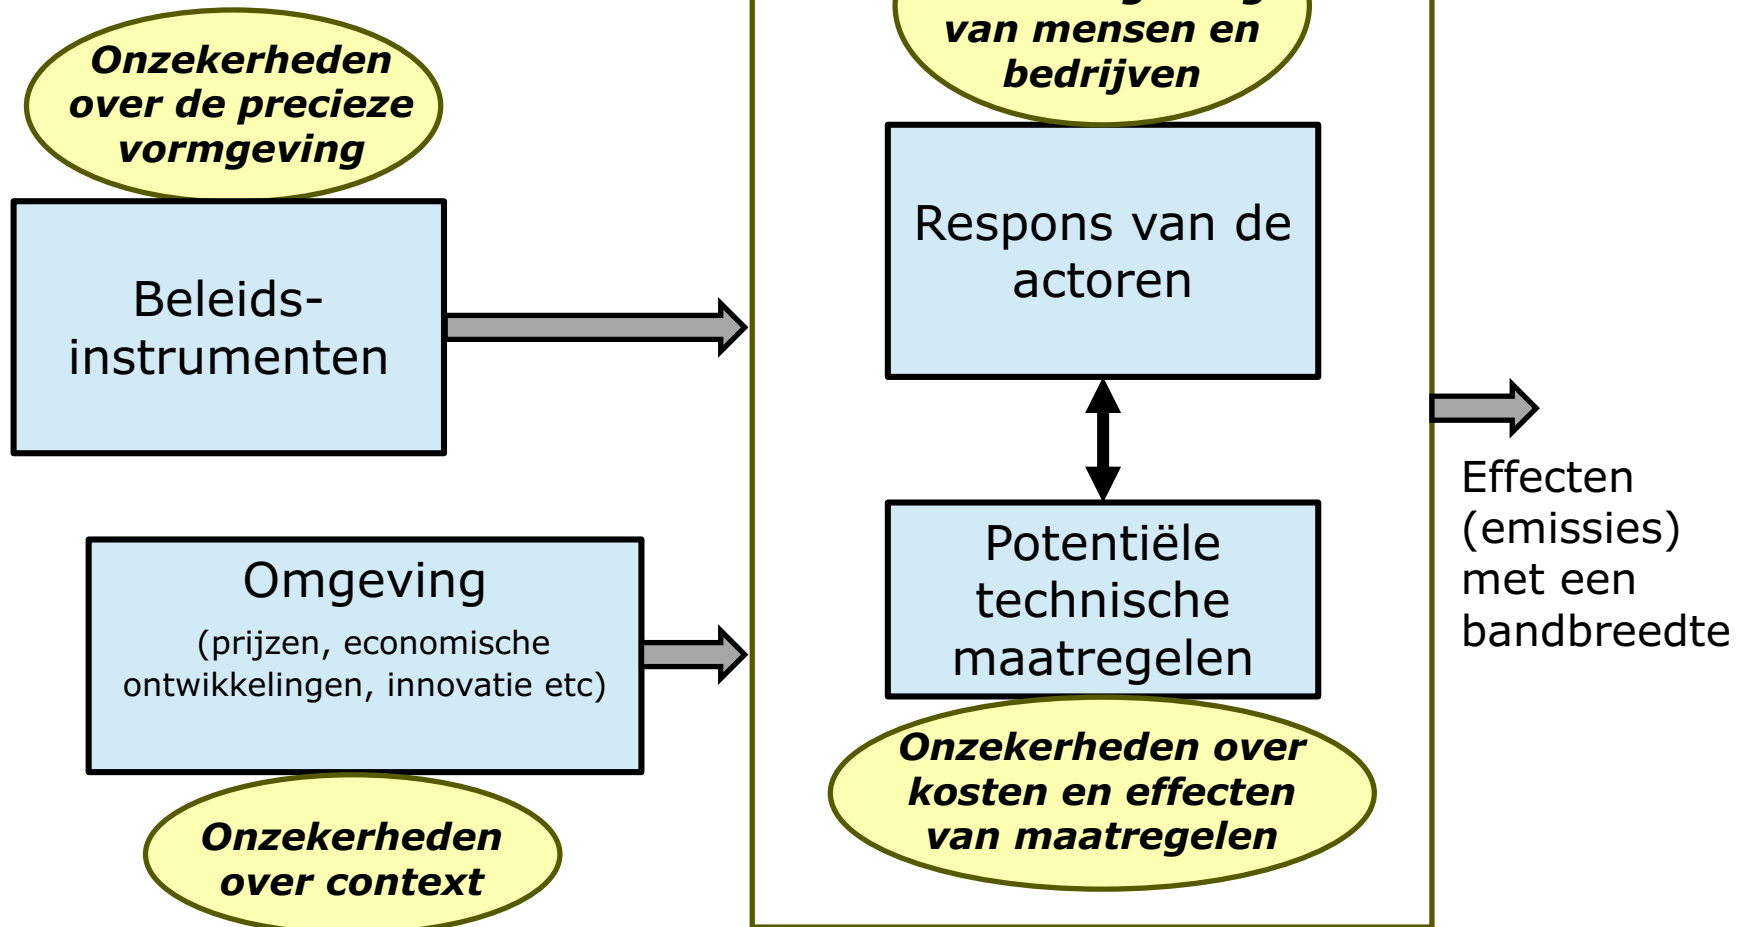 Onzekerheden
over de precieze
vormgeving
Beleids-
instrumenten
Omgeving
(prijzen, economische
ontwikkelingen, innovatie etc)
Onzekerheden
over context
van mensen en
bedrijven
Respons van de
actoren
Potentiële
technische
maatregelen
Onzekerheden over
kosten en effecten
van maatregelen
Effecten
(emissies)
met een
bandbreedte